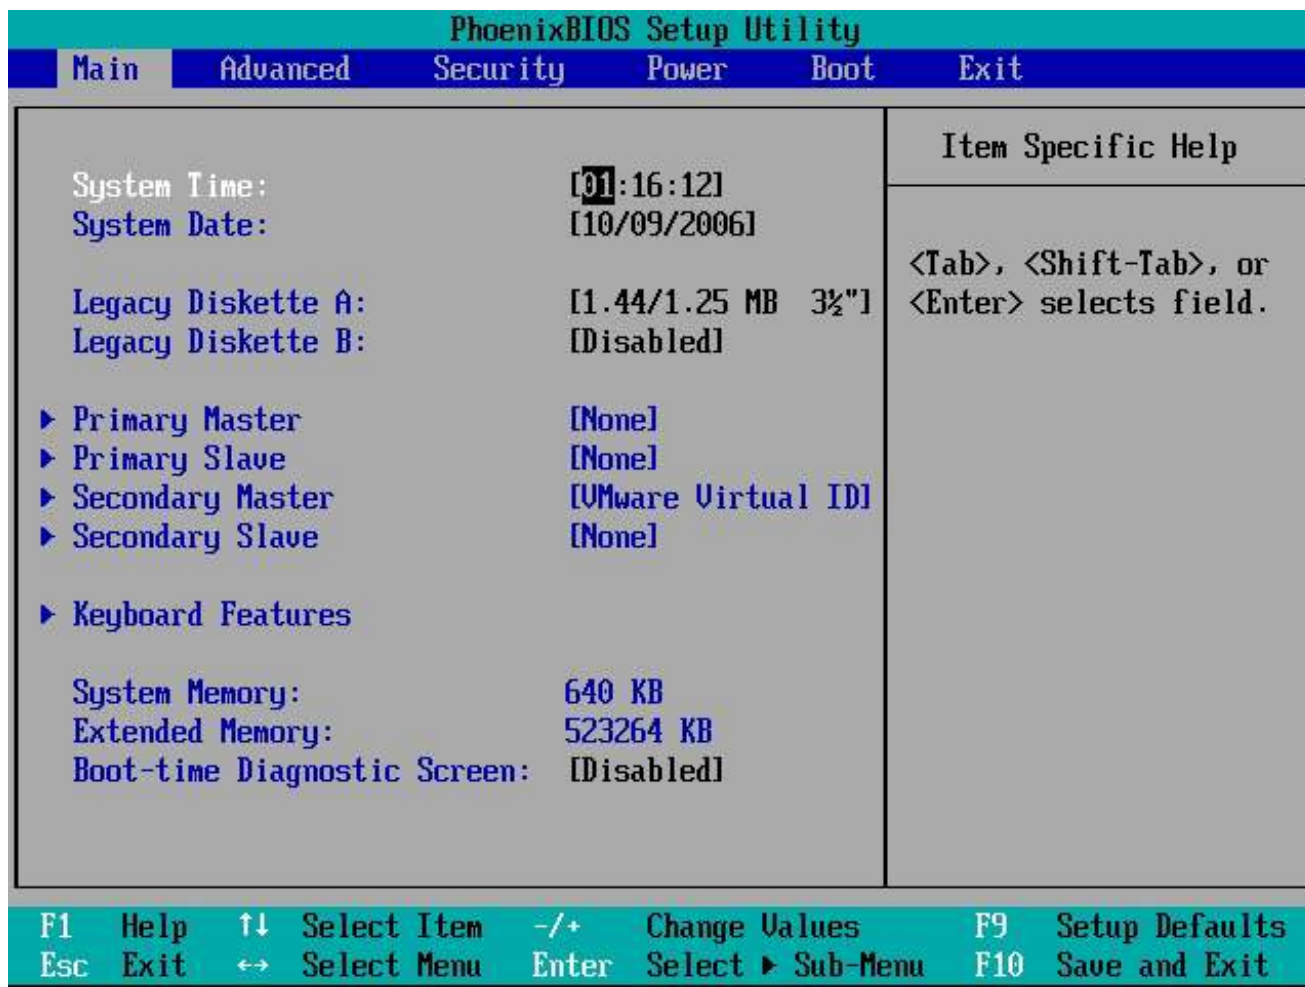 PhoenixBIOS Setup Utility
Main Advanced Security Power Boot Exit
System Time: [01:16:12]
System Date: [10/09/2006]
Legacy Diskette A: [1.44/1.25 MB 3½"]
Legacy Diskette B: [Disabled]
▶ Primary Master [None]
▶ Primary Slave [None]
▶ Secondary Master [VMware Virtual ID]
▶ Secondary Slave [None]
▶ Keyboard Features
System Memory: 640 KB
Extended Memory: 523264 KB
Boot-time Diagnostic Screen: [Disabled]
Item Specific Help
<Tab>, <Shift-Tab>, or
<Enter> selects field.
F1 Help ↑↓ Select Item -/+ Change Values F9 Setup Defaults
Esc Exit ↔ Select Menu Enter Select ▶ Sub-Menu F10 Save and Exit